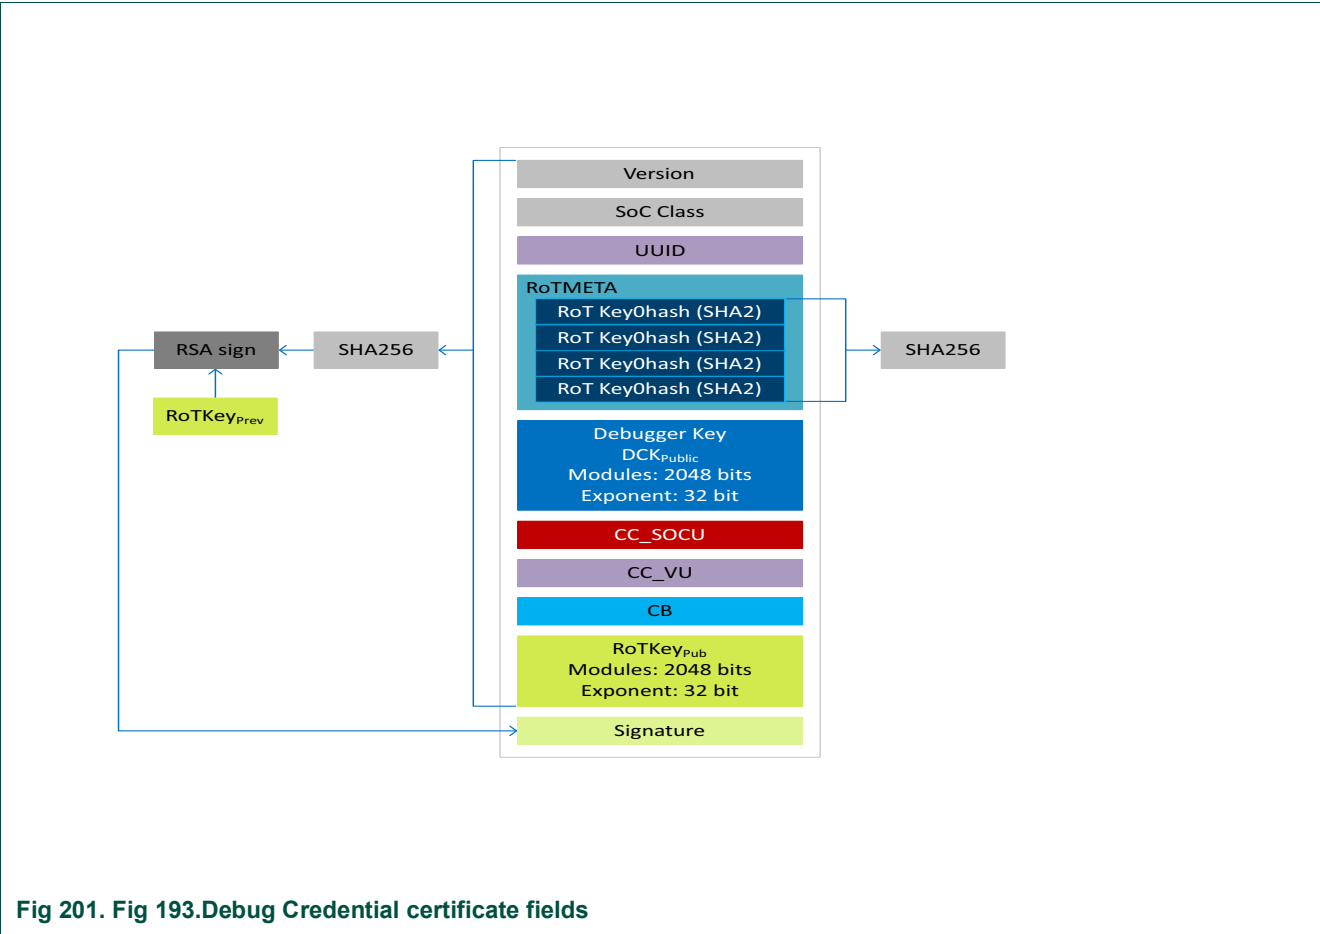 Version
SoC Class
UUID
RoTMETA
RoT Key0hash (SHA2)
RoT Key0hash (SHA2)
RoT Key0hash (SHA2)
RoT Key0hash (SHA2)
RSA sign
SHA256
SHA256
RoTKeyPrev
Debugger Key
DCKPublic
Modules: 2048 bits
Exponent: 32 bit
CC_SOCU
CC_VU
CB
RoTKeyPub
Modules: 2048 bits
Exponent: 32 bit
Signature
Fig 201. Fig 193.Debug Credential certificate fields